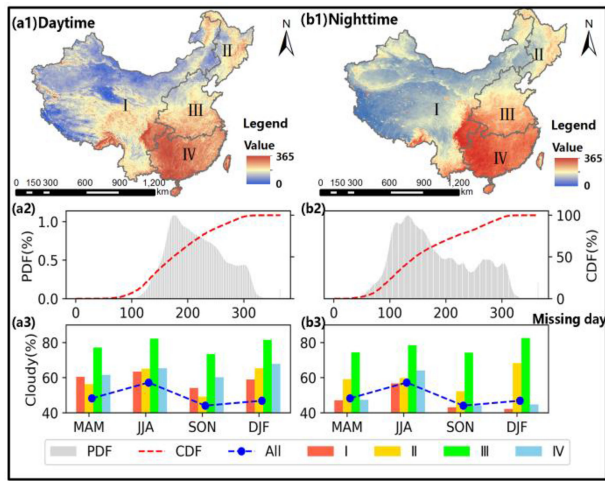 (a1)Daytime
N
II
I
III
IV
Legend
Value
365
0
0 150300 600 900 1,200
km
(b1)Nighttime
N
II
I
III
IV
Legend
Value
365
0
0 150300 600 900 1,200
km
(a2)
PDF(%)
1.0
0.5
0.0
0 100 200 300
(b2)
100
50
0
CDF(%)
0 100 200 300
Missing day
(a3)
Cloudy(%)
80
60
40
MAM JJA SON DJF
(b3)
80
60
40
MAM JJA SON DJF
PDF CDF All I II III IV